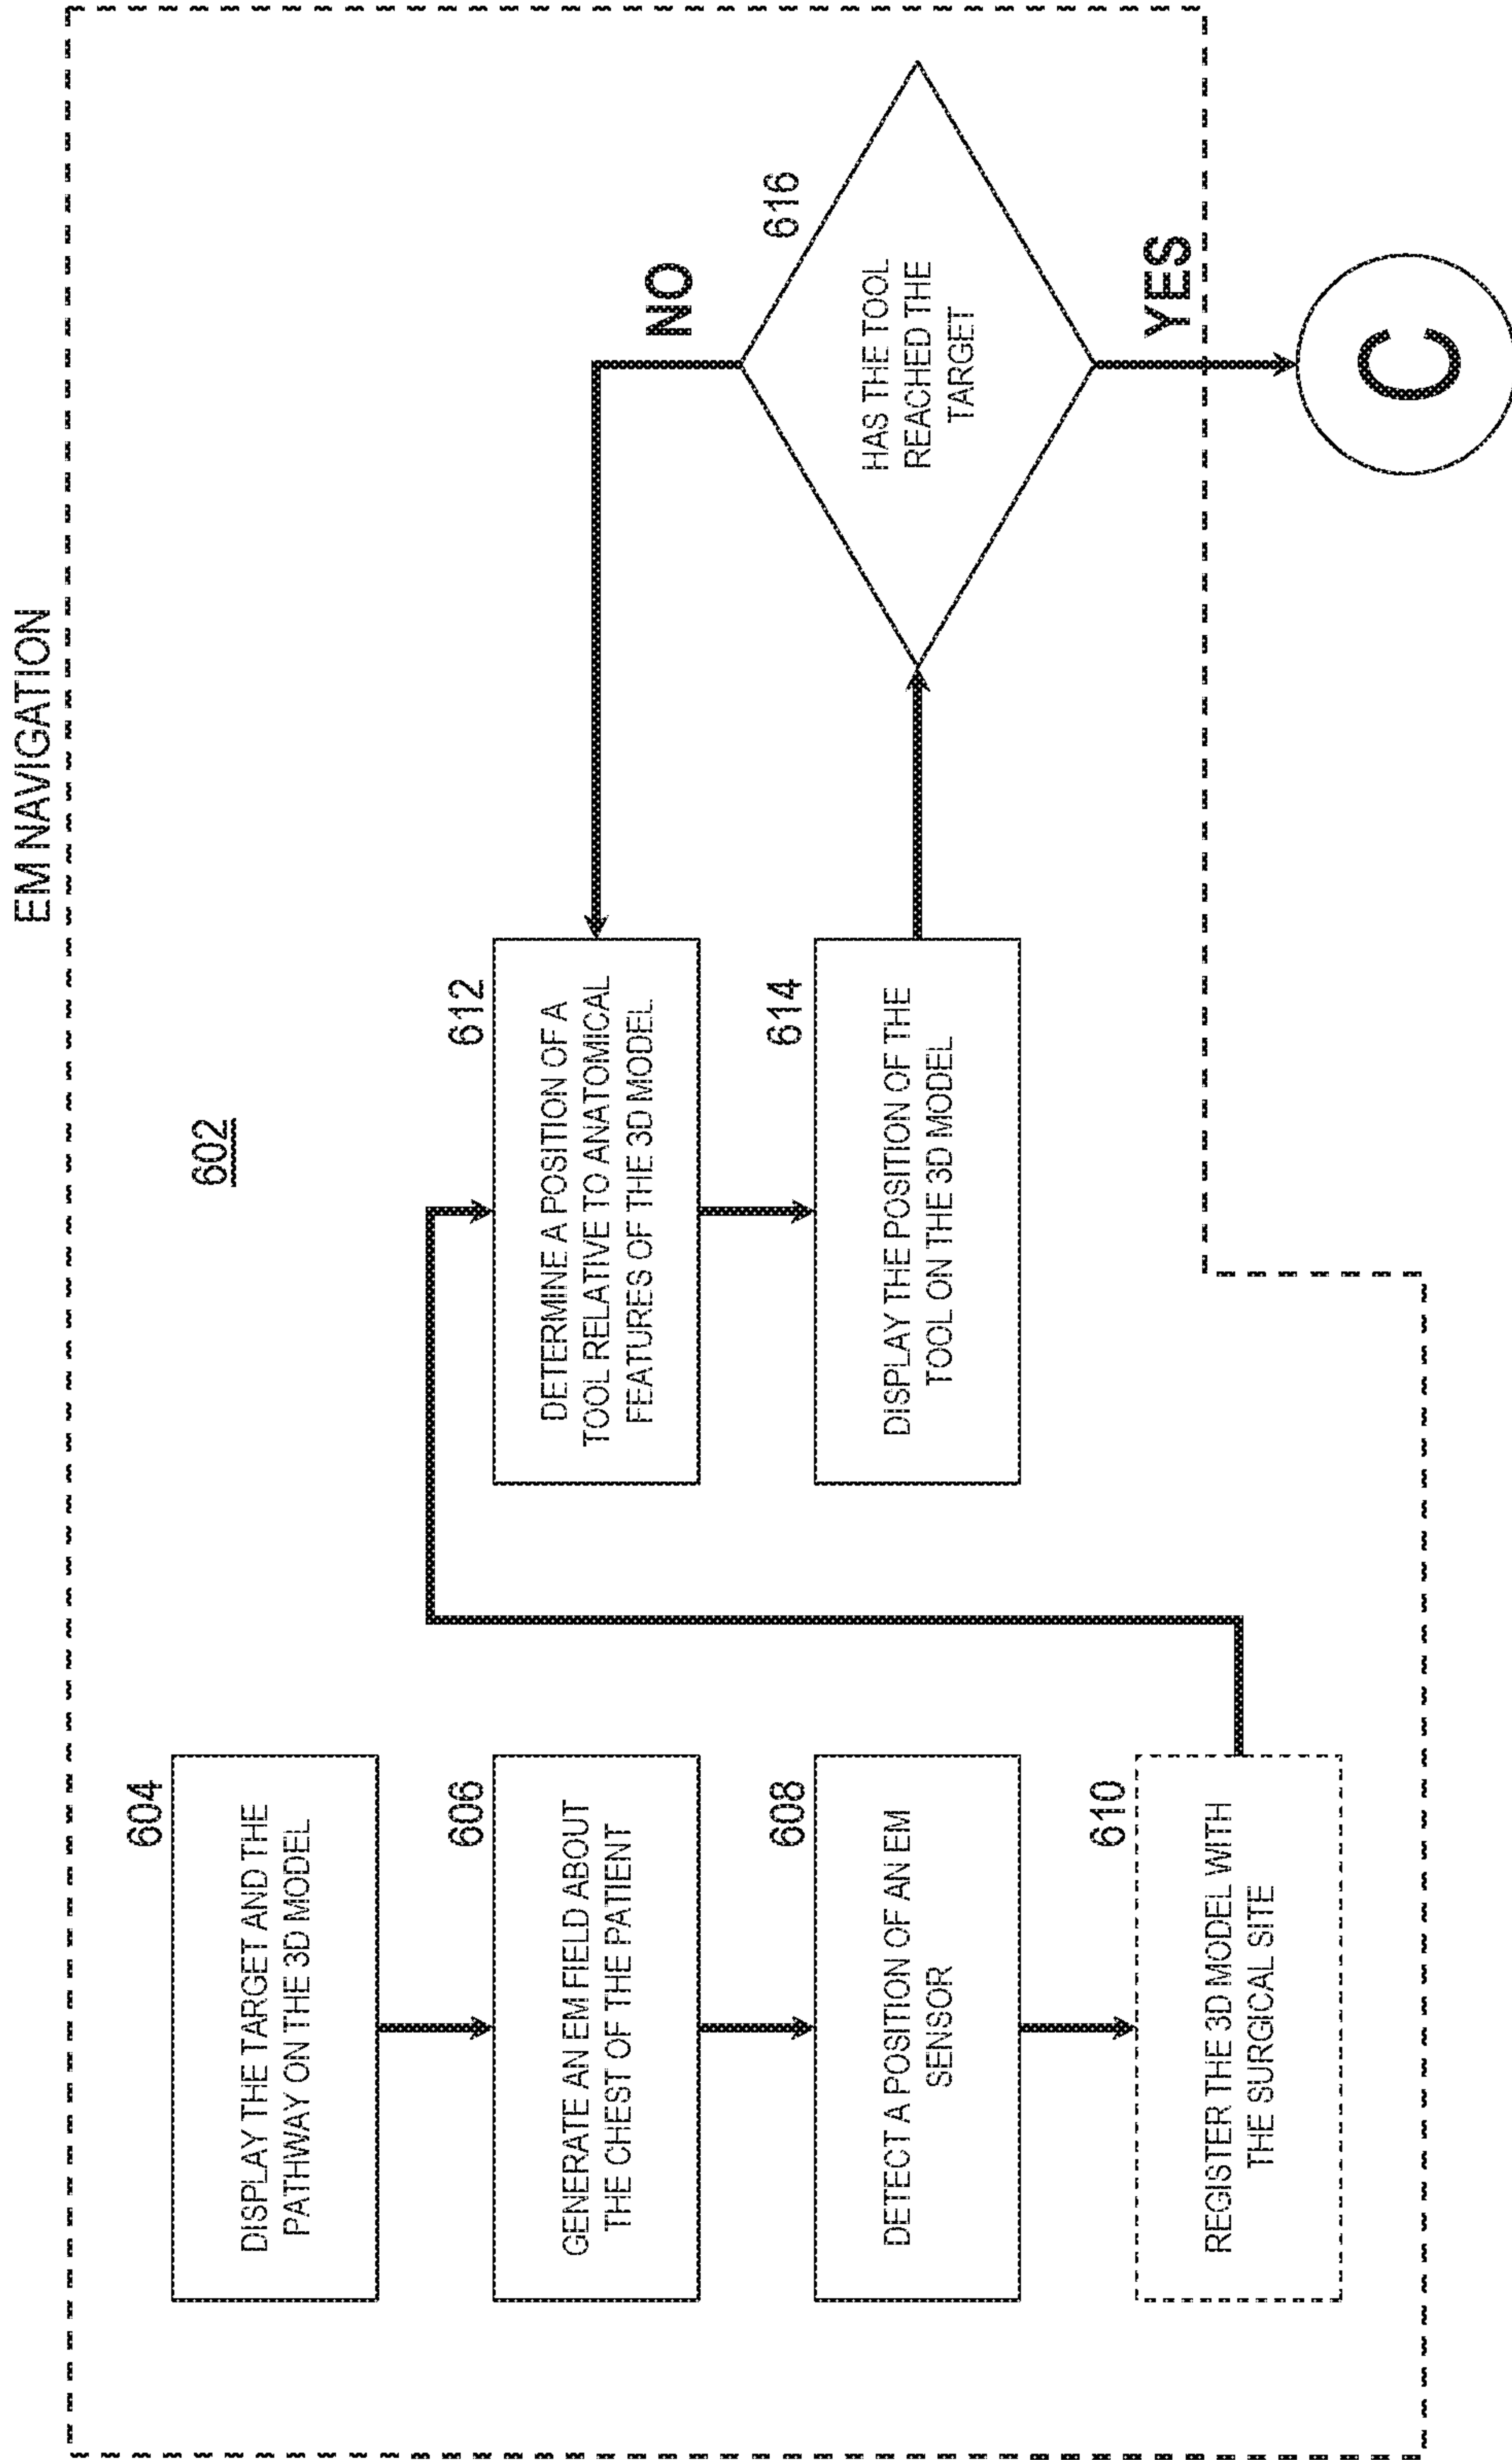 EM NAVIGATION
602
604
DISPLAY THE TARGET AND THE
PATHWAY ON THE 3D MODEL
606
GENERATE AN EM FIELD ABOUT
THE CHEST OF THE PATIENT
608
DETECT A POSITION OF AN EM
SENSOR
610
REGISTER THE 3D MODEL WITH
THE SURGICAL SITE
612
DETERMINE A POSITION OF A
TOOL RELATIVE TO ANATOMICAL
FEATURES OF THE 3D MODEL
614
DISPLAY THE POSITION OF THE
TOOL ON THE 3D MODEL
616
HAS THE TOOL
REACHED THE
TARGET
NO
YES
C